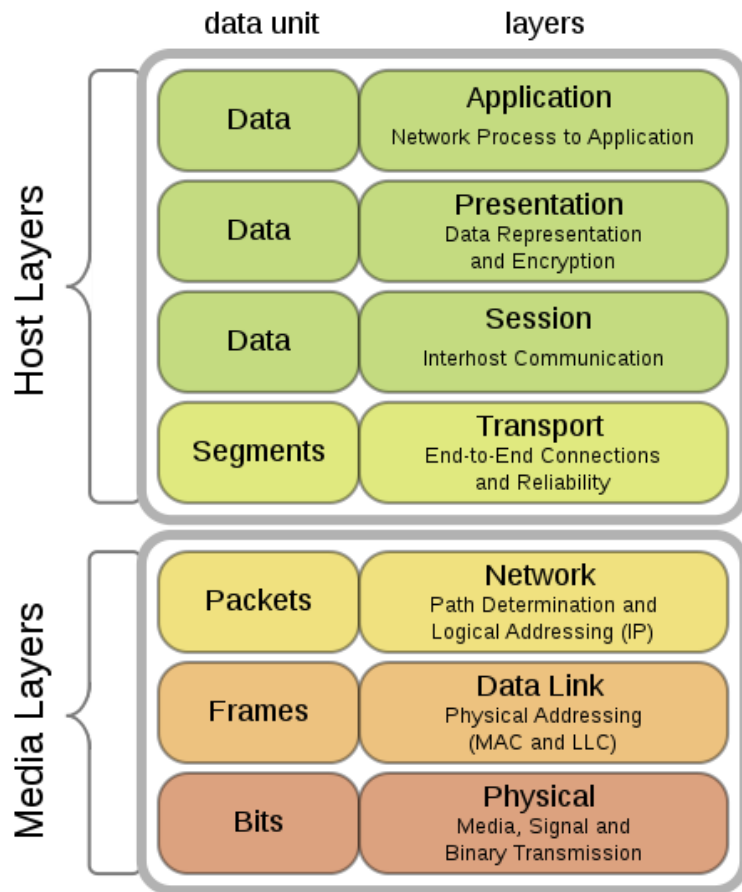 data unit
layers
Host Layers
Data
Application
Network Process to Application
Data
Presentation
Data Representation
and Encryption
Data
Session
Interhost Communication
Segments
Transport
End-to-End Connections
and Reliability
Media Layers
Packets
Network
Path Determination and
Logical Addressing (IP)
Frames
Data Link
Physical Addressing
(MAC and LLC)
Bits
Physical
Media, Signal and
Binary Transmission